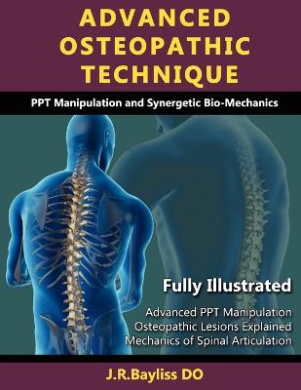 ADVANCED
OSTEOPATHIC
TECHNIQUE
PPT Manipulation and Synergetic Bio-Mechanics
Fully Illustrated
Advanced PPT Manipulation
Osteopathic Lesions Explained
Mechanics of Spinal Articulation
J.R.Bayliss DO